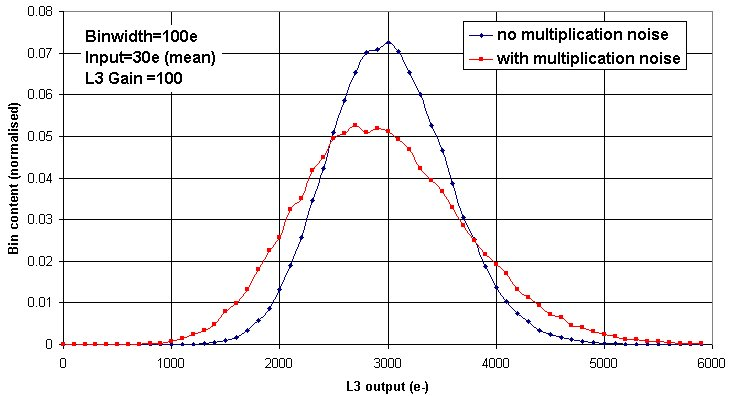 Binwidth=100e
Input=30e (mean)
L3 Gain =100
no multiplication noise
with multiplication noise
Bin content (normalised)
0.08
0.07
0.06
0.05
0.04
0.03
0.02
0.01
0
0 1000 2000 3000 4000 5000 6000
L3 output (e-)